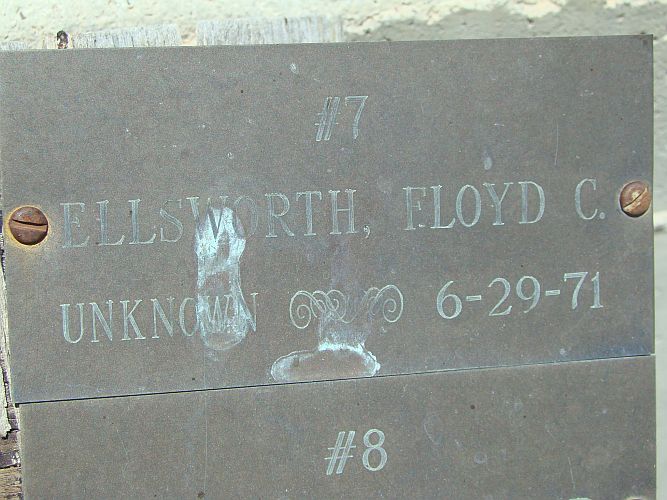 #7
ELLSWORTH, FLOYD C.
UNKNOWN 6-29-71
#8